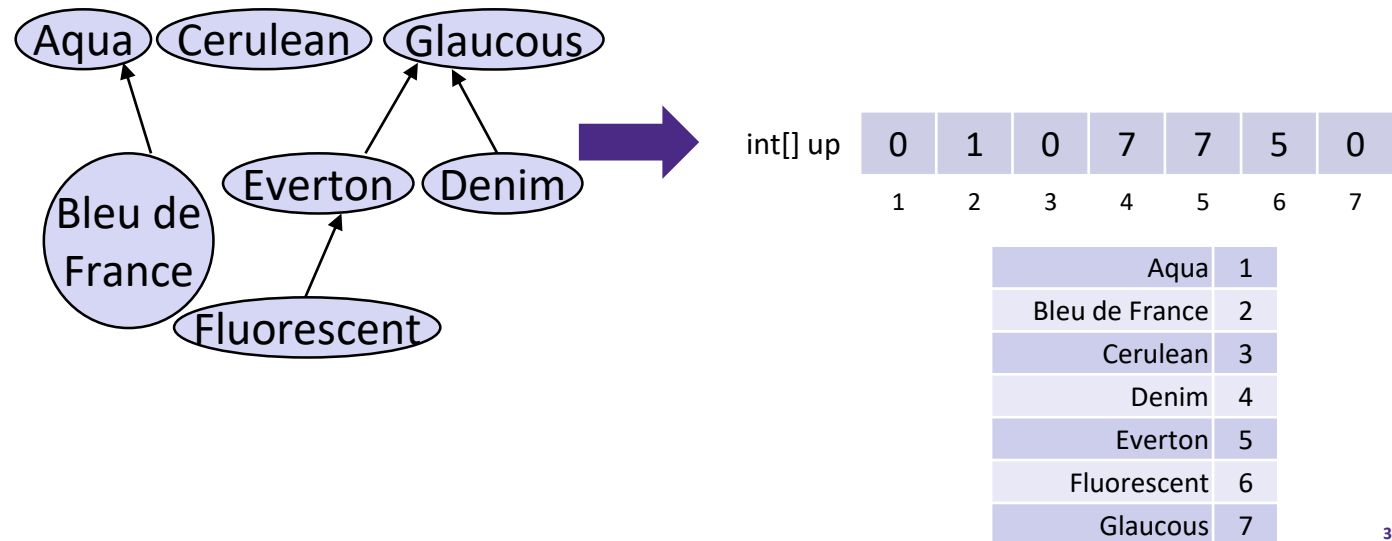 Aqua Cerulean Glaucous
Everton Denim
Bleu de
France
Fluorescent
int[] up 0 1 0 7 7 5 0
1 2 3 4 5 6 7
Aqua 1
Bleu de France 2
Cerulean 3
Denim 4
Everton 5
Fluorescent 6
Glaucous 7
3